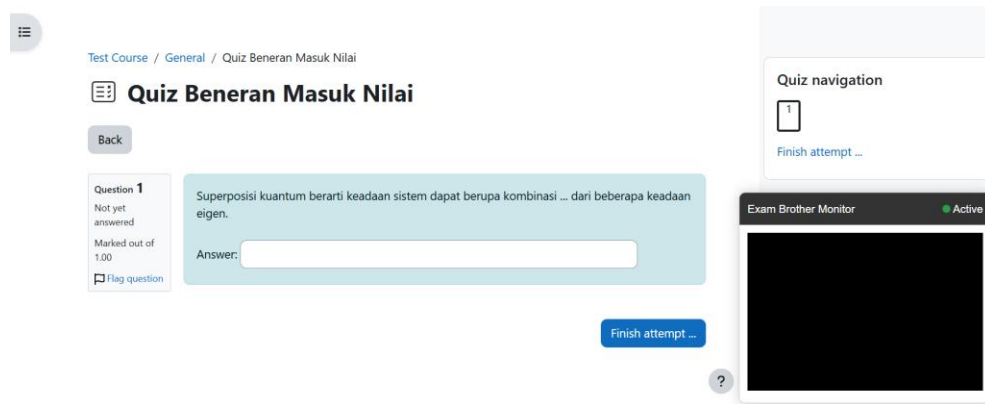 Test Course / General / Quiz Beneran Masuk Nilai
Quiz Beneran Masuk Nilai
Back
Question 1
Not yet
answered
Marked out of
1.00
Flag question
Superposisi kuantum berarti keadaan sistem dapat berupa kombinasi ... dari beberapa keadaan
eigen.
Answer:
Finish attempt ...
Quiz navigation
1
Finish attempt ...
Exam Brother Monitor
Active
?